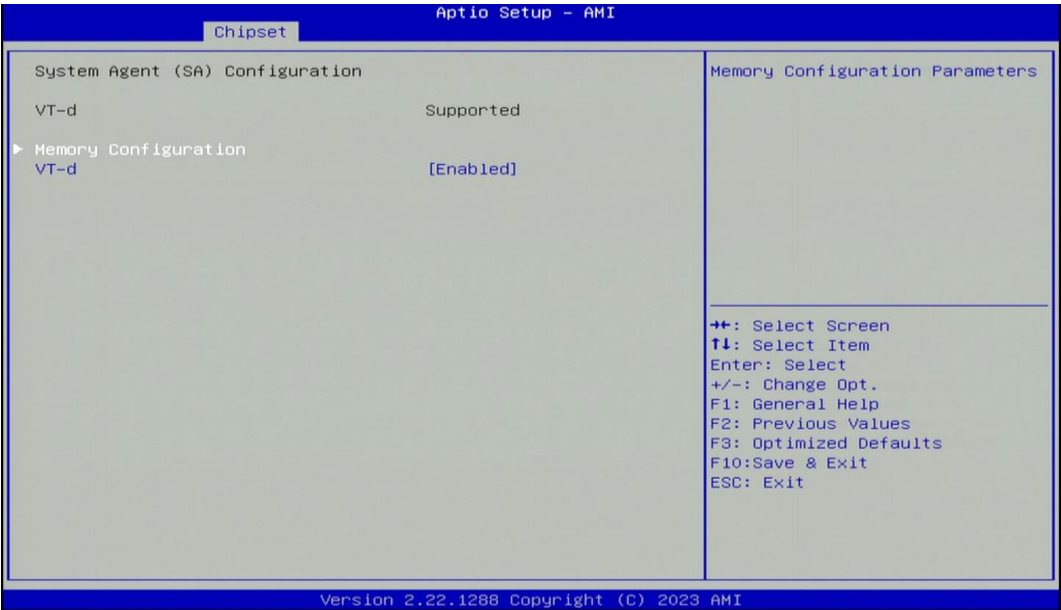 Aptio Setup – AMI
Chipset
System Agent (SA) Configuration
VT-d Supported
Memory Configuration
VT-d [Enabled]
Memory Configuration Parameters
→←: Select Screen
↑↓: Select Item
Enter: Select
+/-: Change Opt.
F1: General Help
F2: Previous Values
F3: Optimized Defaults
F10:Save & Exit
ESC: Exit
Version 2.22.1288 Copyright (C) 2023 AMI